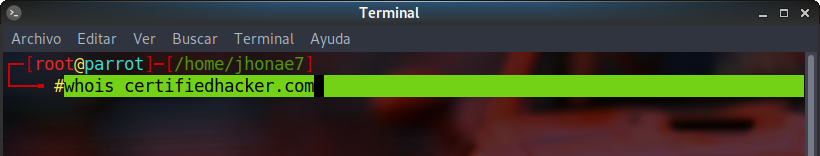 Terminal
Archivo Editar Ver Buscar Terminal Ayuda
[root@parrot]─[/home/jhonae7]
#whois certifiedhacker.com